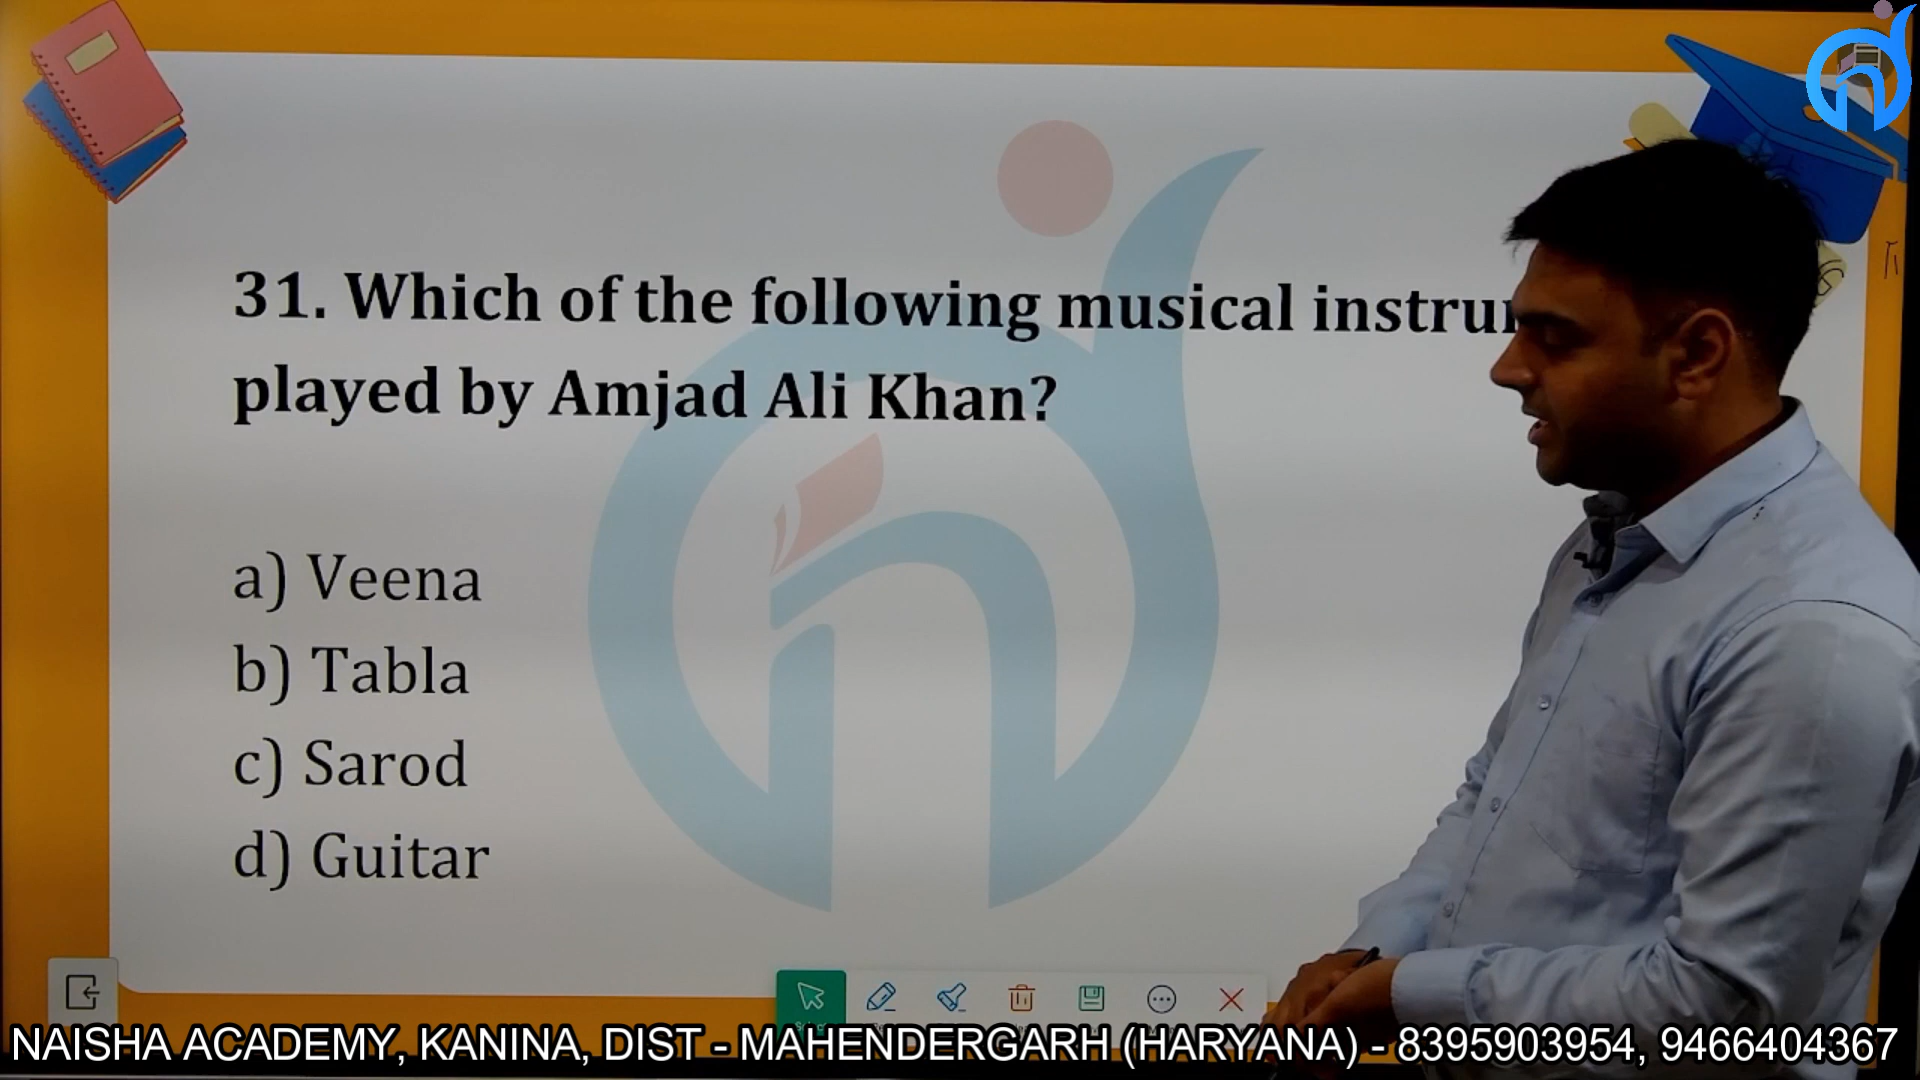 31. Which of the following musical
played by Amjad Ali Khan?
a) Veena
b) Tabla
c) Sarod
d) Guitar
NAISHA ACADEMY, KANINA, DIST - MAHENDERGARH (HARYANA) - 8395903954, 9466404367